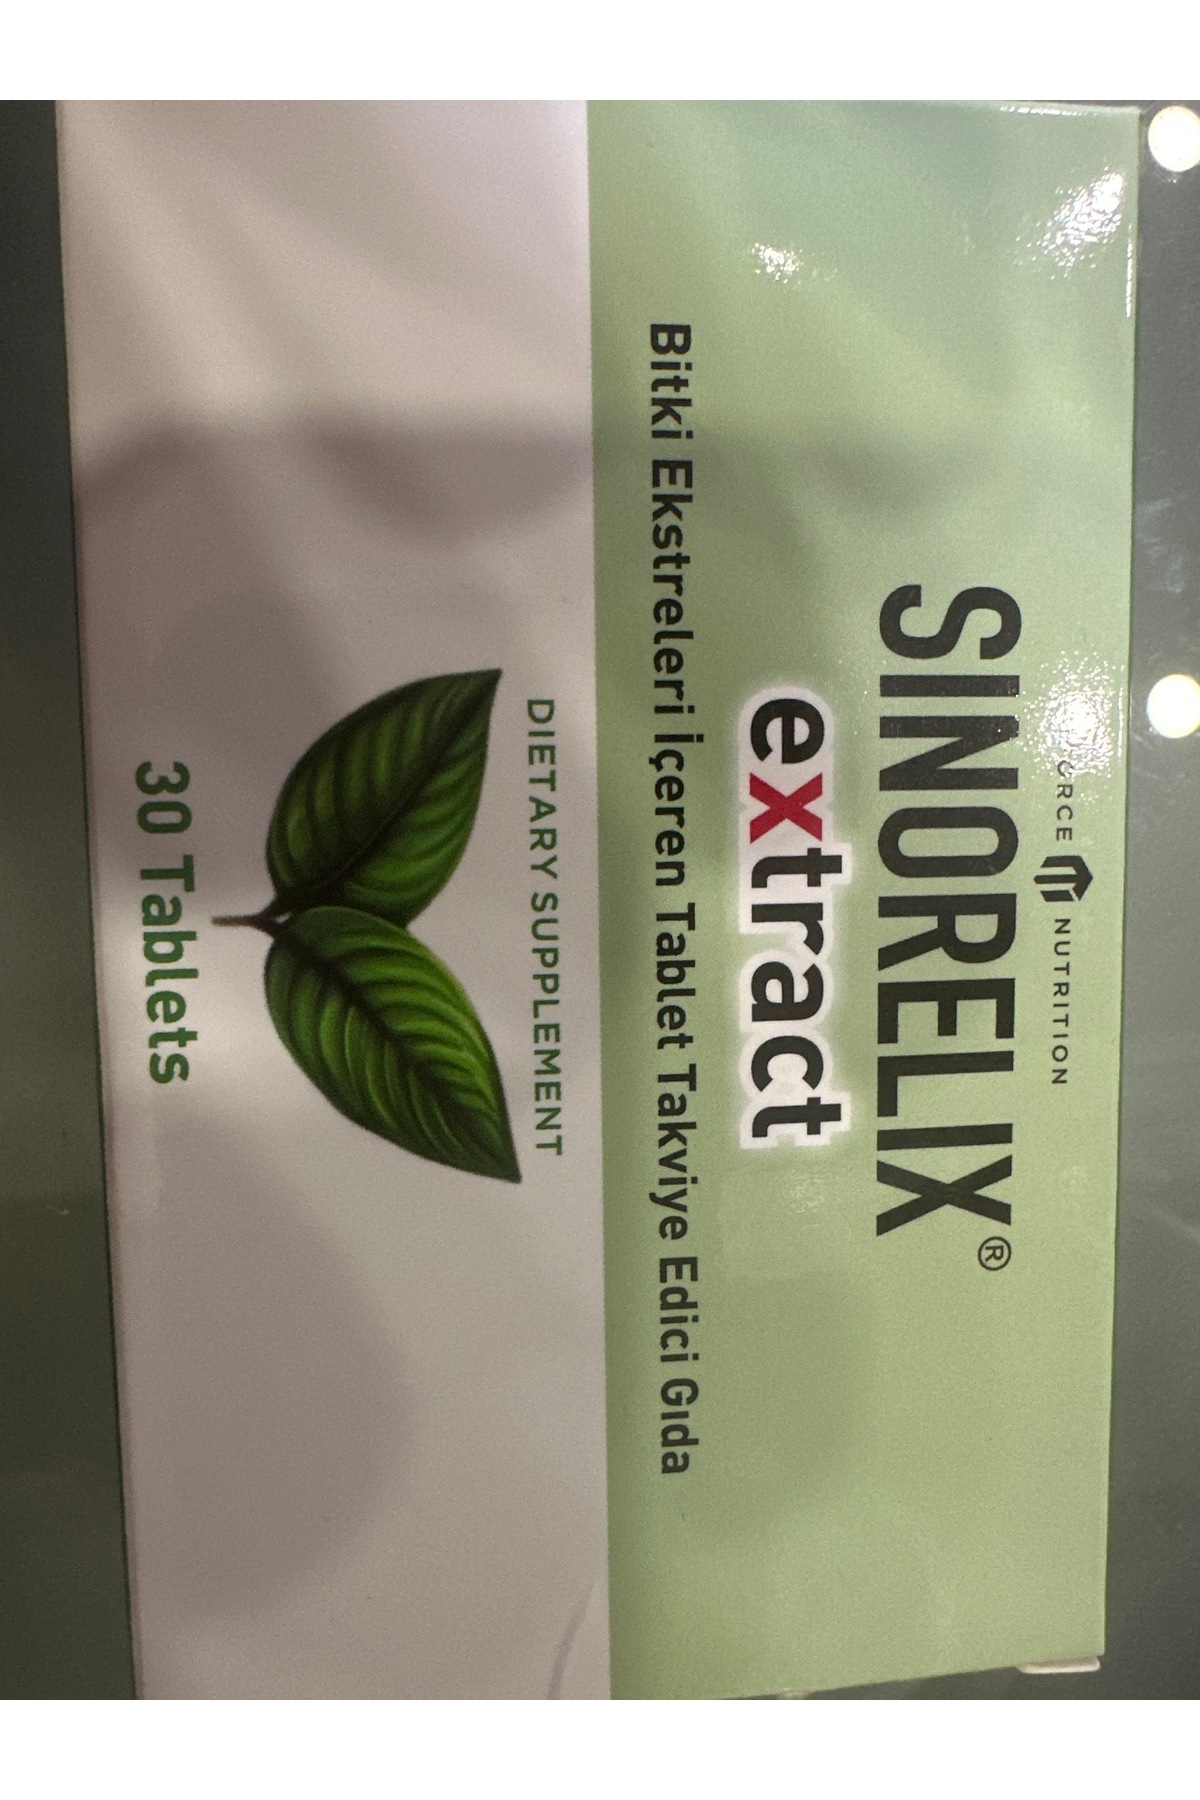 NUTRITION
SINORELIX®
extract
Bitki Ekstreleri İçeren Tablet Takviye Edici Gıda
DIETARY SUPPLEMENT
30 Tablets